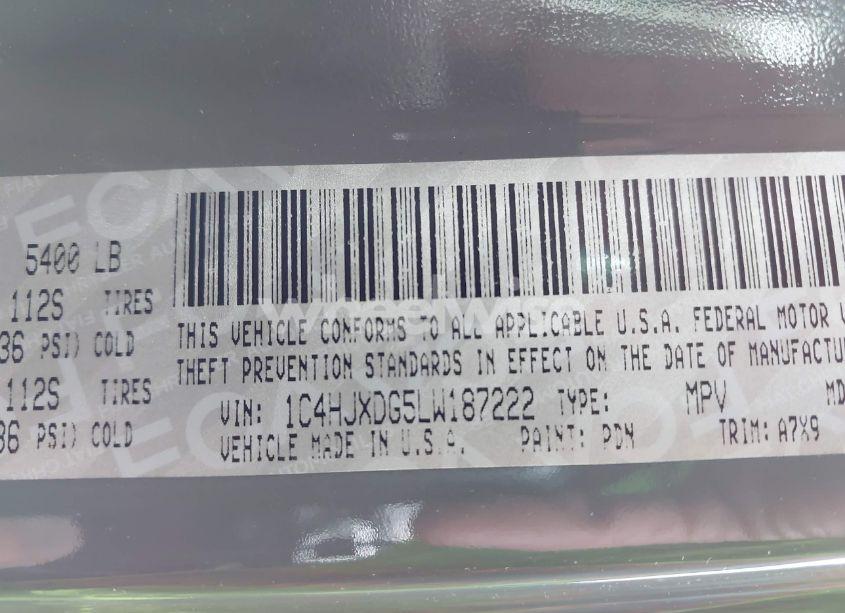 5400 LB
112S TIRES
36 PSI) COLD
112S TIRES
36 PSI) COLD
wheelwise
THIS VEHICLE CONFORMS TO ALL APPLICABLE U.S.A. FEDERAL MOTOR V
THEFT PREVENTION STANDARDS IN EFFECT ON THE DATE OF MANUFACTU
VIN: 1C4HJXDG5LW187222 TYPE: MPV MD
VEHICLE MADE IN U.S.A. PAINT: PDN TRIM: A7X9